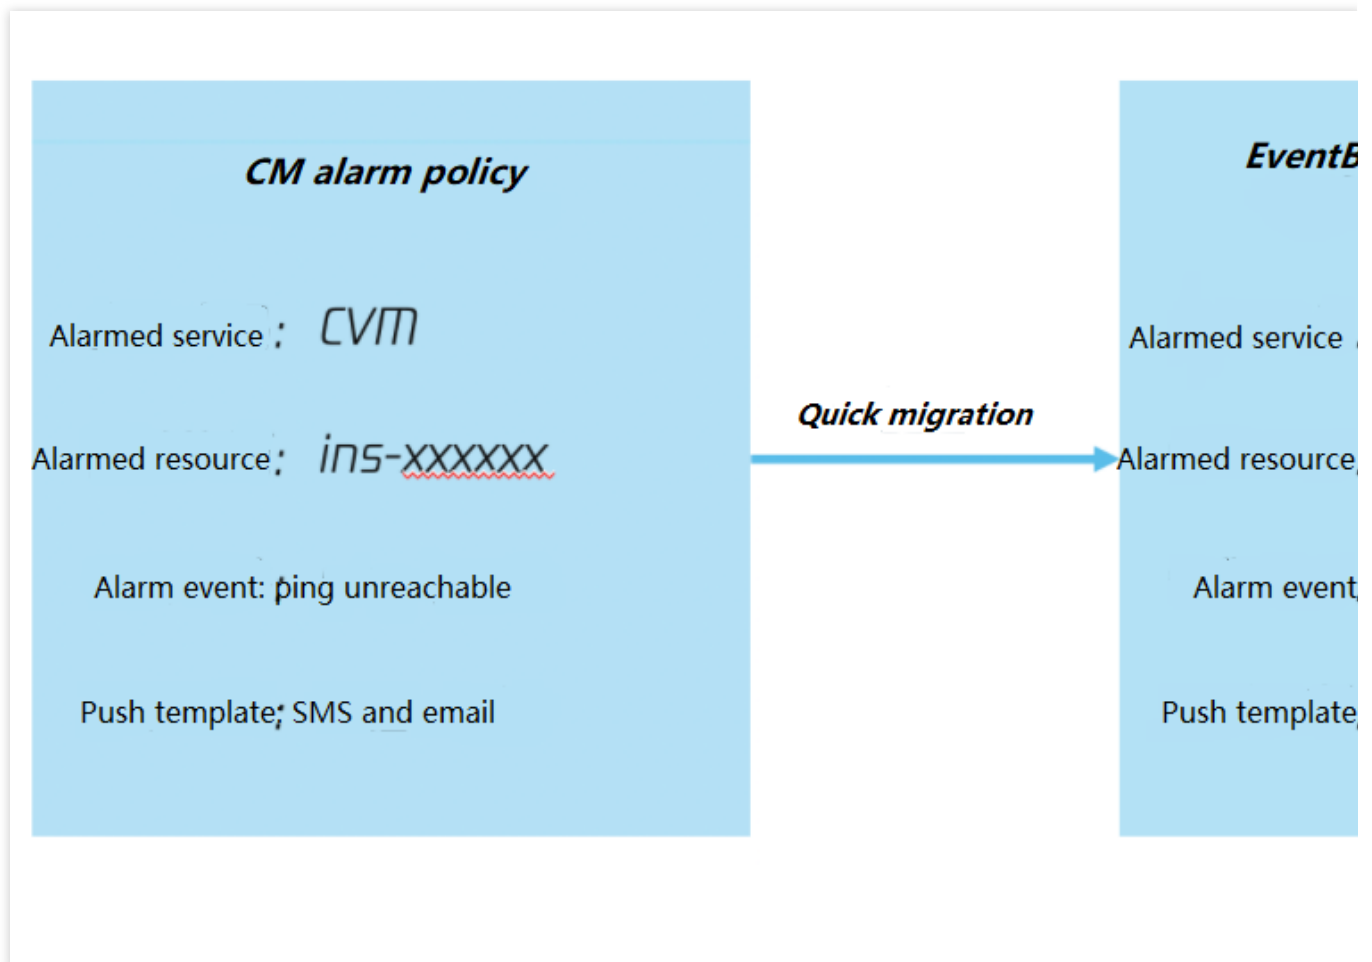 CM alarm policy
Alarmed service : CVM
Alarmed resource : ins-xxxxxx
Alarm event: ping unreachable
Push template: SMS and email
Quick migration
EventB
Alarmed service
Alarmed resource
Alarm event
Push template